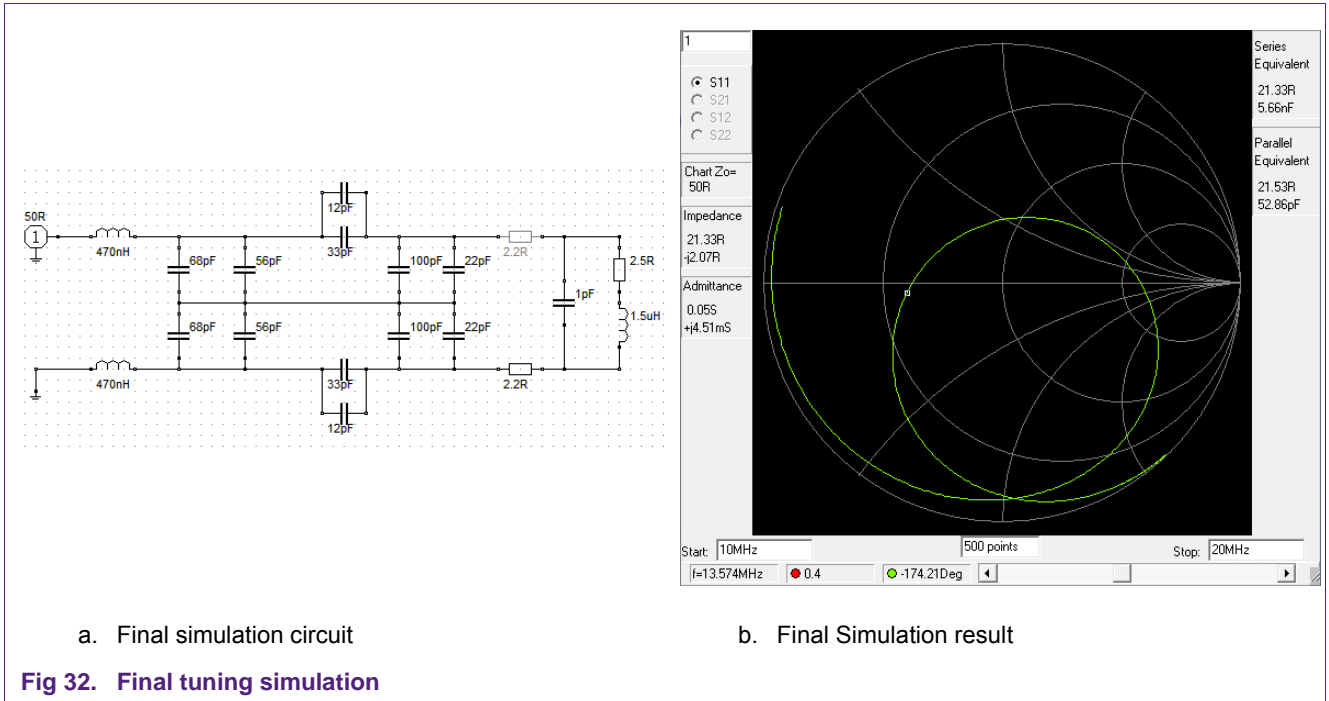 50R
1
470nH
68pF
56pF
12pF
33pF
100pF
22pF
2.2R
1pF
2.5R
1.5uH
68pF
56pF
100pF
22pF
470nH
33pF
12pF
2.2R
1
S11
S21
S12
S22
Chart Zo=
50R
Impedance
21.33R
-j2.07R
Admittance
0.05S
+j4.51mS
Series
Equivalent
21.33R
5.66nF
Parallel
Equivalent
21.53R
52.86pF
Start: 10MHz
500 points
Stop: 20MHz
f=13.574MHz
0.4
-174.21Deg
a. Final simulation circuit
b. Final Simulation result
Fig 32. Final tuning simulation